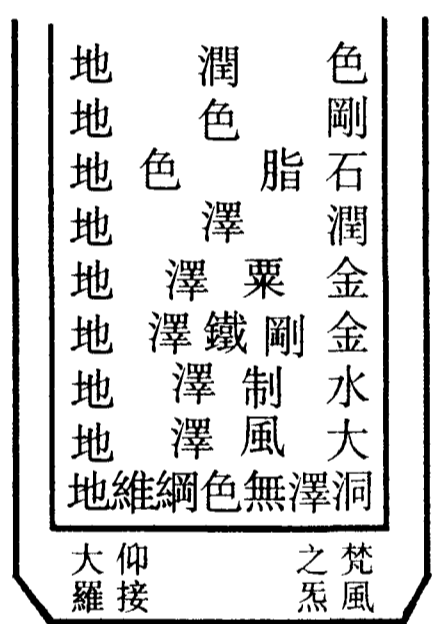 色潤地
剛色地
石脂色地
潤澤地
金粟澤地
金剛鐵澤地
水制澤地
大風澤地
洞澤無色綱維地
梵風
之炁
仰接
大羅